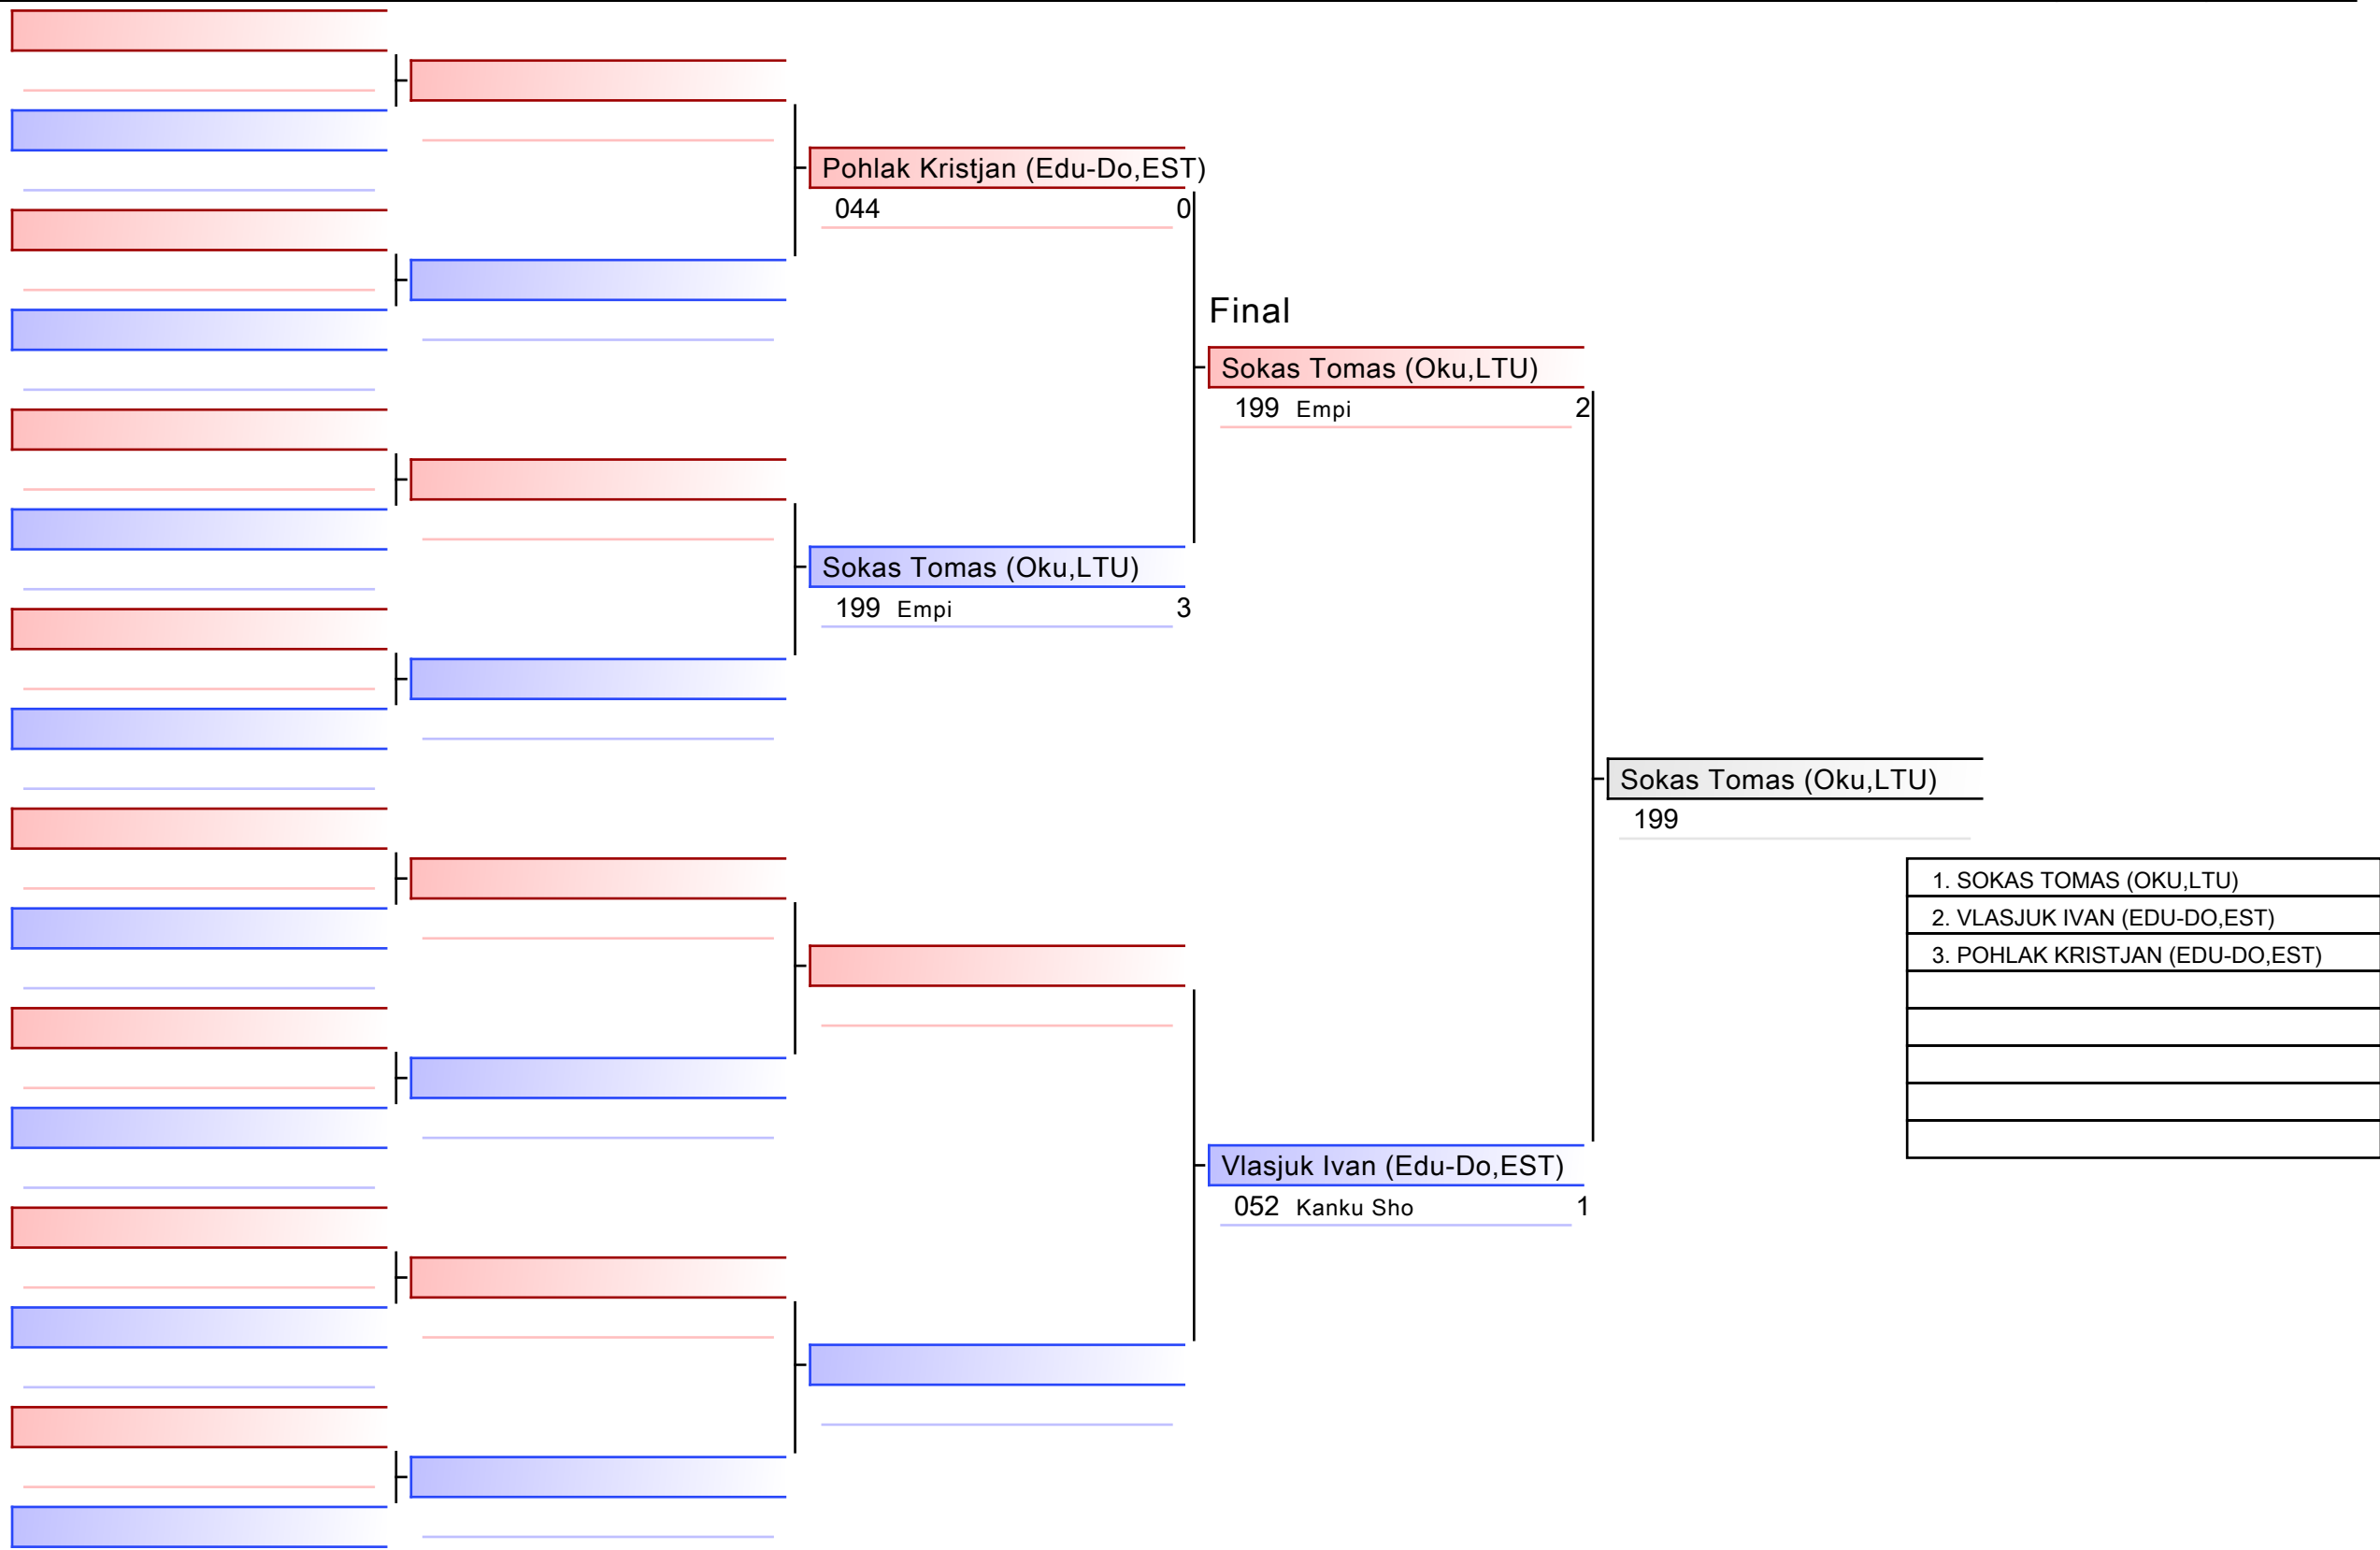 Pohlak Kristjan (Edu-Do,EST)
044 0
Final
Sokas Tomas (Oku,LTU)
199 Empi 2
Sokas Tomas (Oku,LTU)
199 Empi 3
Sokas Tomas (Oku,LTU)
199
1. SOKAS TOMAS (OKU,LTU)
2. VLASJUK IVAN (EDU-DO,EST)
3. POHLAK KRISTJAN (EDU-DO,EST)
Vlasjuk Ivan (Edu-Do,EST)
052 Kanku Sho 1